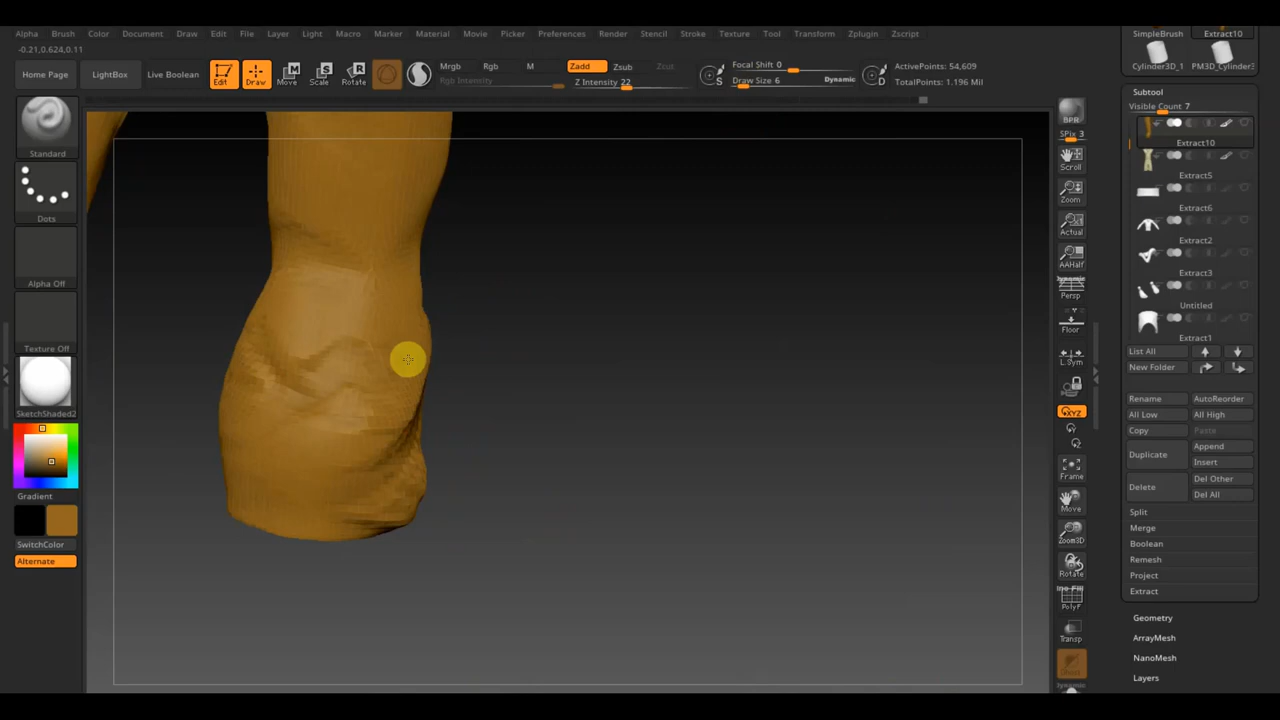 Alpha Brush Color Document Draw Edit File Layer Light Macro Marker Material Movie Picker Preferences Render Stencil Stroke Texture Tool Transform Zplugin Zscript
-0.21,0.624,0.11
Home Page LightBox Live Boolean Edit Draw Move Scale Rotate
Mrgb Rgb M
Rgb Intensity
Zadd Zsub Zcut
Z Intensity 22
S
Focal Shift 0
Draw Size 6 Dynamic
D
ActivePoints: 54,609
TotalPoints: 1.196 Mil
Standard
Dots
Alpha Off
Texture Off
SketchShaded2
Gradient
SwitchColor
Alternate
BPR
SPix 3
Scroll
Zoom
Actual
AAHalf
Dynamic
Persp
Floor
L.Sym
XYZ
Frame
Move
Zoom3D
Rotate
PolyF
Transp
Dynamic
SimpleBrush Extract10
Cylinder3D_1 PM3D_Cylinder3
Subtool
Visible Count 7
Extract10
Extract5
Extract6
Extract2
Extract3
Untitled
Extract1
List All
New Folder
Rename AutoReorder
All Low All High
Copy Paste
Duplicate Append
Insert
Delete Del Other
Del All
Split
Merge
Boolean
Remesh
Project
Extract
Geometry
ArrayMesh
NanoMesh
Layers